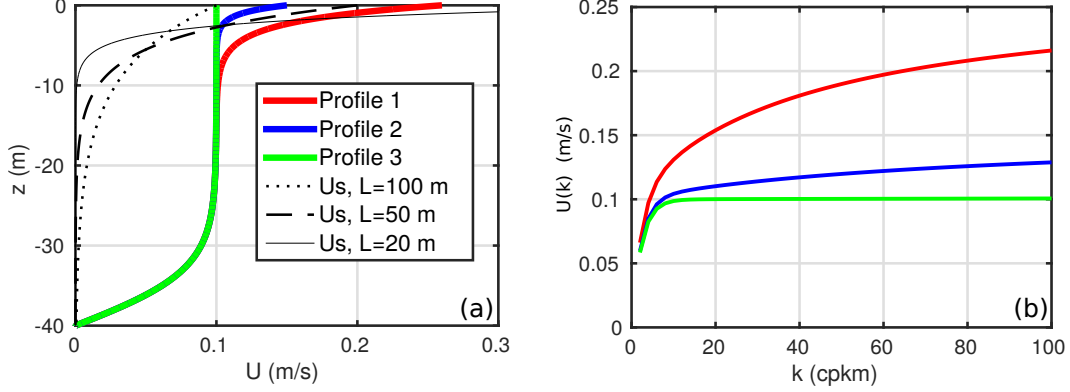 0
-10
-20
-30
-40
z (m)
Profile 1
Profile 2
Profile 3
Us, L=100 m
Us, L=50 m
Us, L=20 m
(a)
0 0.1 0.2 0.3
U (m/s)
0.25
0.2
0.15
0.1
0.05
0
U(k) (m/s)
(b)
0 20 40 60 80 100
k (cpkm)